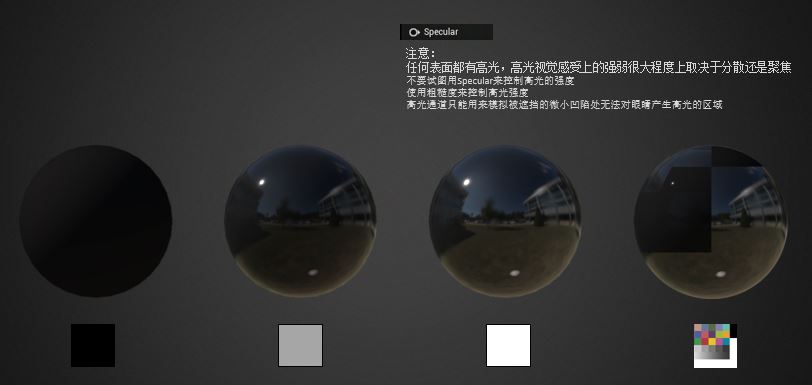 Specular
注意：
任何表面都有高光，高光视觉感受上的强弱很大程度上取决于分散还是聚焦
不要试图用Specular来控制高光的强度
使用粗糙度来控制高光强度
高光通道只能用来模拟被遮挡的微小凹陷处无法对眼睛产生高光的区域